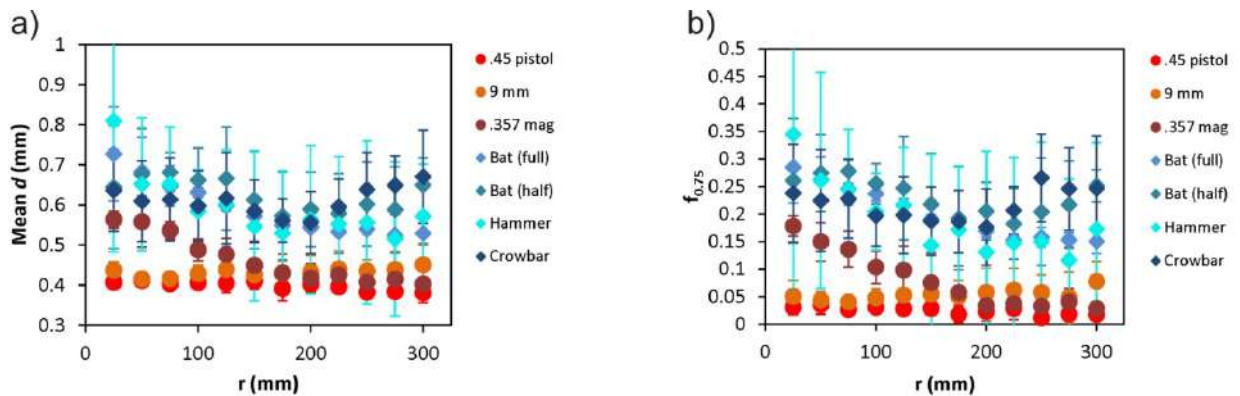 a)
Mean d (mm)
1
0.9
0.8
0.7
0.6
0.5
0.4
0.3
0
100
200
300
r (mm)
.45 pistol
9 mm
.357 mag
Bat (full)
Bat (half)
Hammer
Crowbar
b)
f0.75
0.5
0.45
0.4
0.35
0.3
0.25
0.2
0.15
0.1
0.05
0
0
100
200
300
r (mm)
.45 pistol
9 mm
.357 mag
Bat (full)
Bat (half)
Hammer
Crowbar